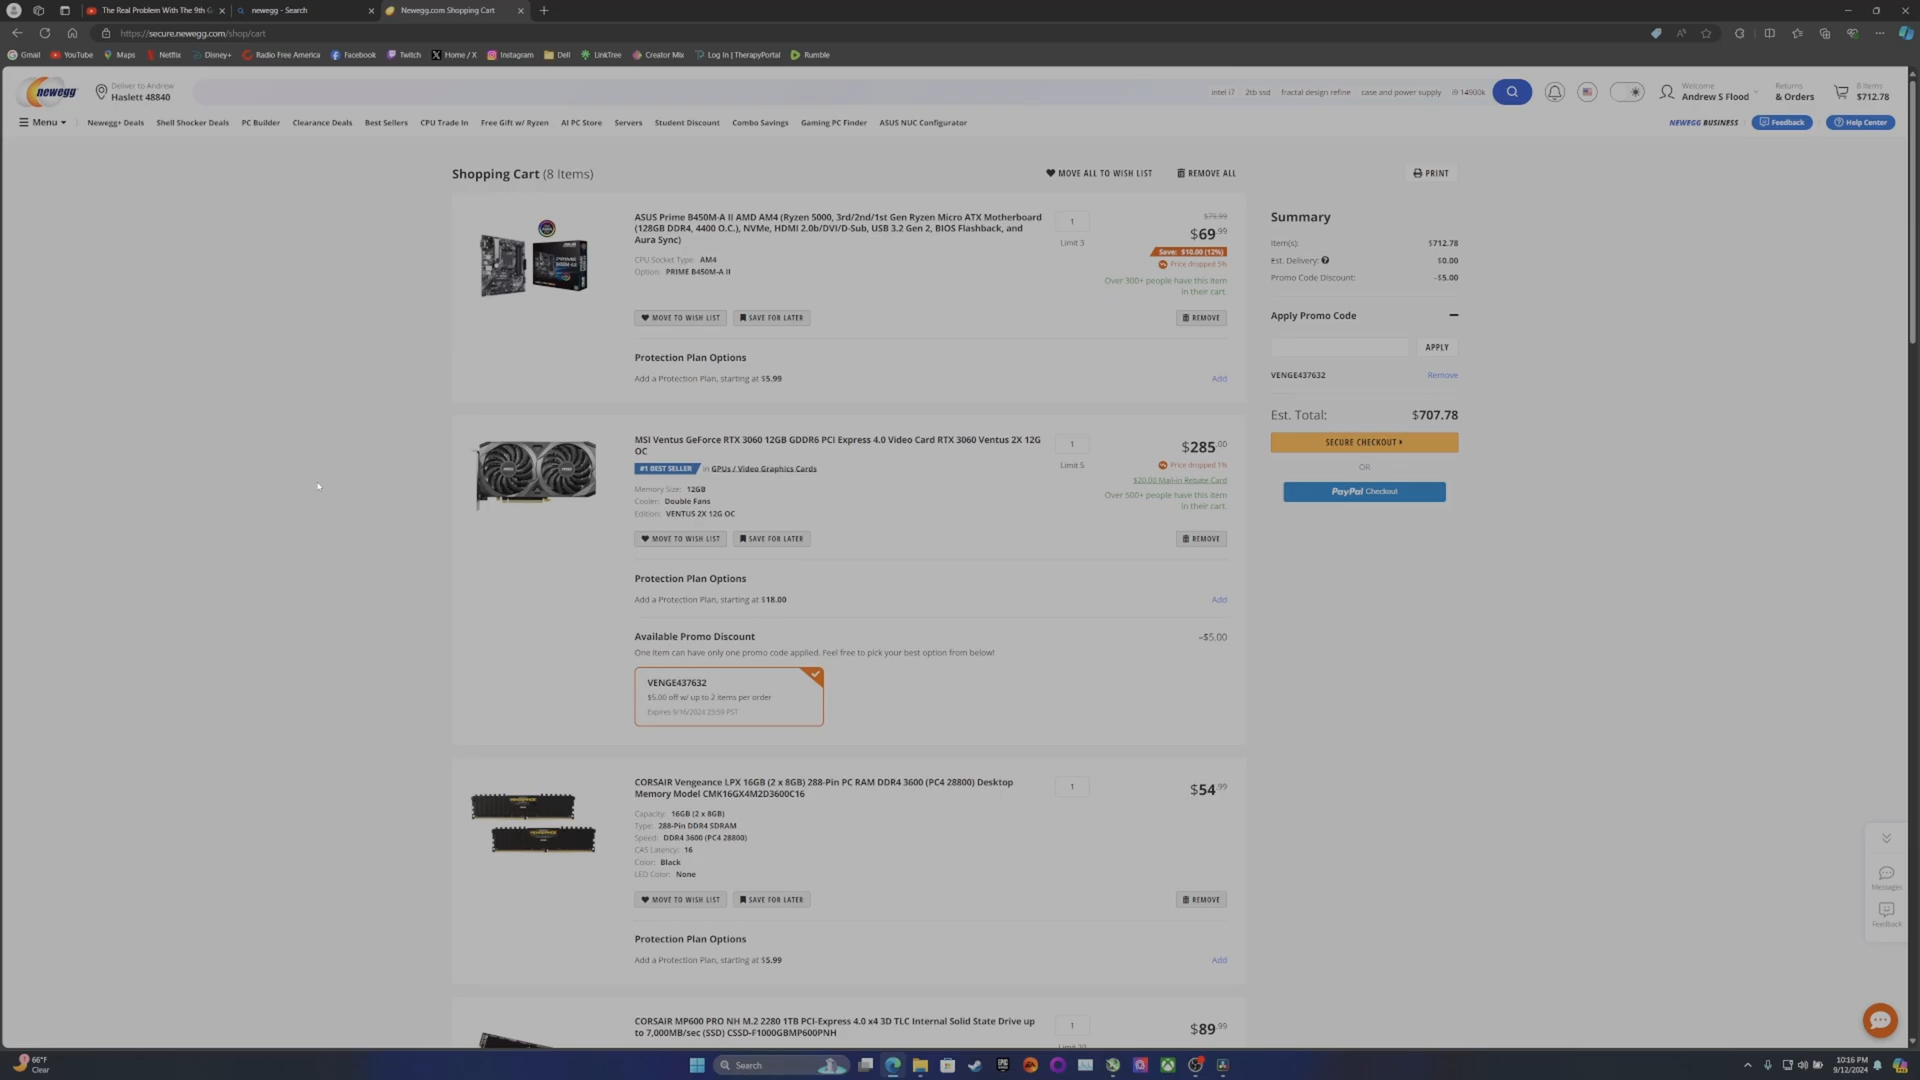 The Real Problem With The 9th G
newegg - Search
Newegg.com Shopping Cart
https://secure.newegg.com/shop/cart
Gmail
YouTube
Maps
Netflix
Disney+
Radio Free America
Facebook
Twitch
Home / X
Instagram
Dell
LinkTree
Creator Mix
Log In | TherapyPortal
Rumble
newegg
Deliver to Andrew
Haslett 48840
intel i7
2tb ssd
fractal design refine
case and power supply
i9 14900k
Welcome
Andrew S Flood
Returns
& Orders
8 Items
$712.78
Menu
Newegg+ Deals
Shell Shocker Deals
PC Builder
Clearance Deals
Best Sellers
CPU Trade In
Free Gift w/ Ryzen
AI PC Store
Servers
Student Discount
Combo Savings
Gaming PC Finder
ASUS NUC Configurator
NEWEGG BUSINESS
Feedback
Help Center
Shopping Cart (8 Items)
MOVE ALL TO WISH LIST
REMOVE ALL
PRINT
ASUS Prime B450M-A II AMD AM4 (Ryzen 5000, 3rd/2nd/1st Gen Ryzen Micro ATX Motherboard
(128GB DDR4, 4400 O.C.), NVMe, HDMI 2.0b/DVI/D-Sub, USB 3.2 Gen 2, BIOS Flashback, and
Aura Sync)
CPU Socket Type: AM4
Option: PRIME B450M-A II
1
Limit 3
$79.99
$69.99
Save: $10.00 (12%)
Price dropped 5%
Over 300+ people have this item
in their cart.
MOVE TO WISH LIST
SAVE FOR LATER
REMOVE
Protection Plan Options
Add a Protection Plan, starting at $5.99
Add
MSI Ventus GeForce RTX 3060 12GB GDDR6 PCI Express 4.0 Video Card RTX 3060 Ventus 2X 12G
OC
#1 BEST SELLER in GPUs / Video Graphics Cards
Memory Size: 12GB
Cooler: Double Fans
Edition: VENTUS 2X 12G OC
1
Limit 5
$285.00
Price dropped 1%
$20.00 Mail-in Rebate Card
Over 500+ people have this item
in their cart.
MOVE TO WISH LIST
SAVE FOR LATER
REMOVE
Protection Plan Options
Add a Protection Plan, starting at $18.00
Add
Available Promo Discount
–$5.00
One item can have only one promo code applied. Feel free to pick your best option from below!
VENGE437632
$5.00 off w/ up to 2 items per order
Expires 9/16/2024 23:59 PST
CORSAIR Vengeance LPX 16GB (2 x 8GB) 288-Pin PC RAM DDR4 3600 (PC4 28800) Desktop
Memory Model CMK16GX4M2D3600C16
Capacity: 16GB (2 x 8GB)
Type: 288-Pin DDR4 SDRAM
Speed: DDR4 3600 (PC4 28800)
CAS Latency: 16
Color: Black
LED Color: None
1
$54.99
MOVE TO WISH LIST
SAVE FOR LATER
REMOVE
Protection Plan Options
Add a Protection Plan, starting at $5.99
Add
CORSAIR MP600 PRO NH M.2 2280 1TB PCI-Express 4.0 x4 3D TLC Internal Solid State Drive up
to 7,000MB/sec (SSD) CSSD-F1000GBMP600PNH
1
$89.99
Summary
Item(s): $712.78
Est. Delivery: $0.00
Promo Code Discount: –$5.00
Apply Promo Code
APPLY
VENGE437632
Remove
Est. Total: $707.78
SECURE CHECKOUT
OR
PayPal Checkout
Messages
Feedback
66°F
Clear
Search
10:16 PM
9/12/2024